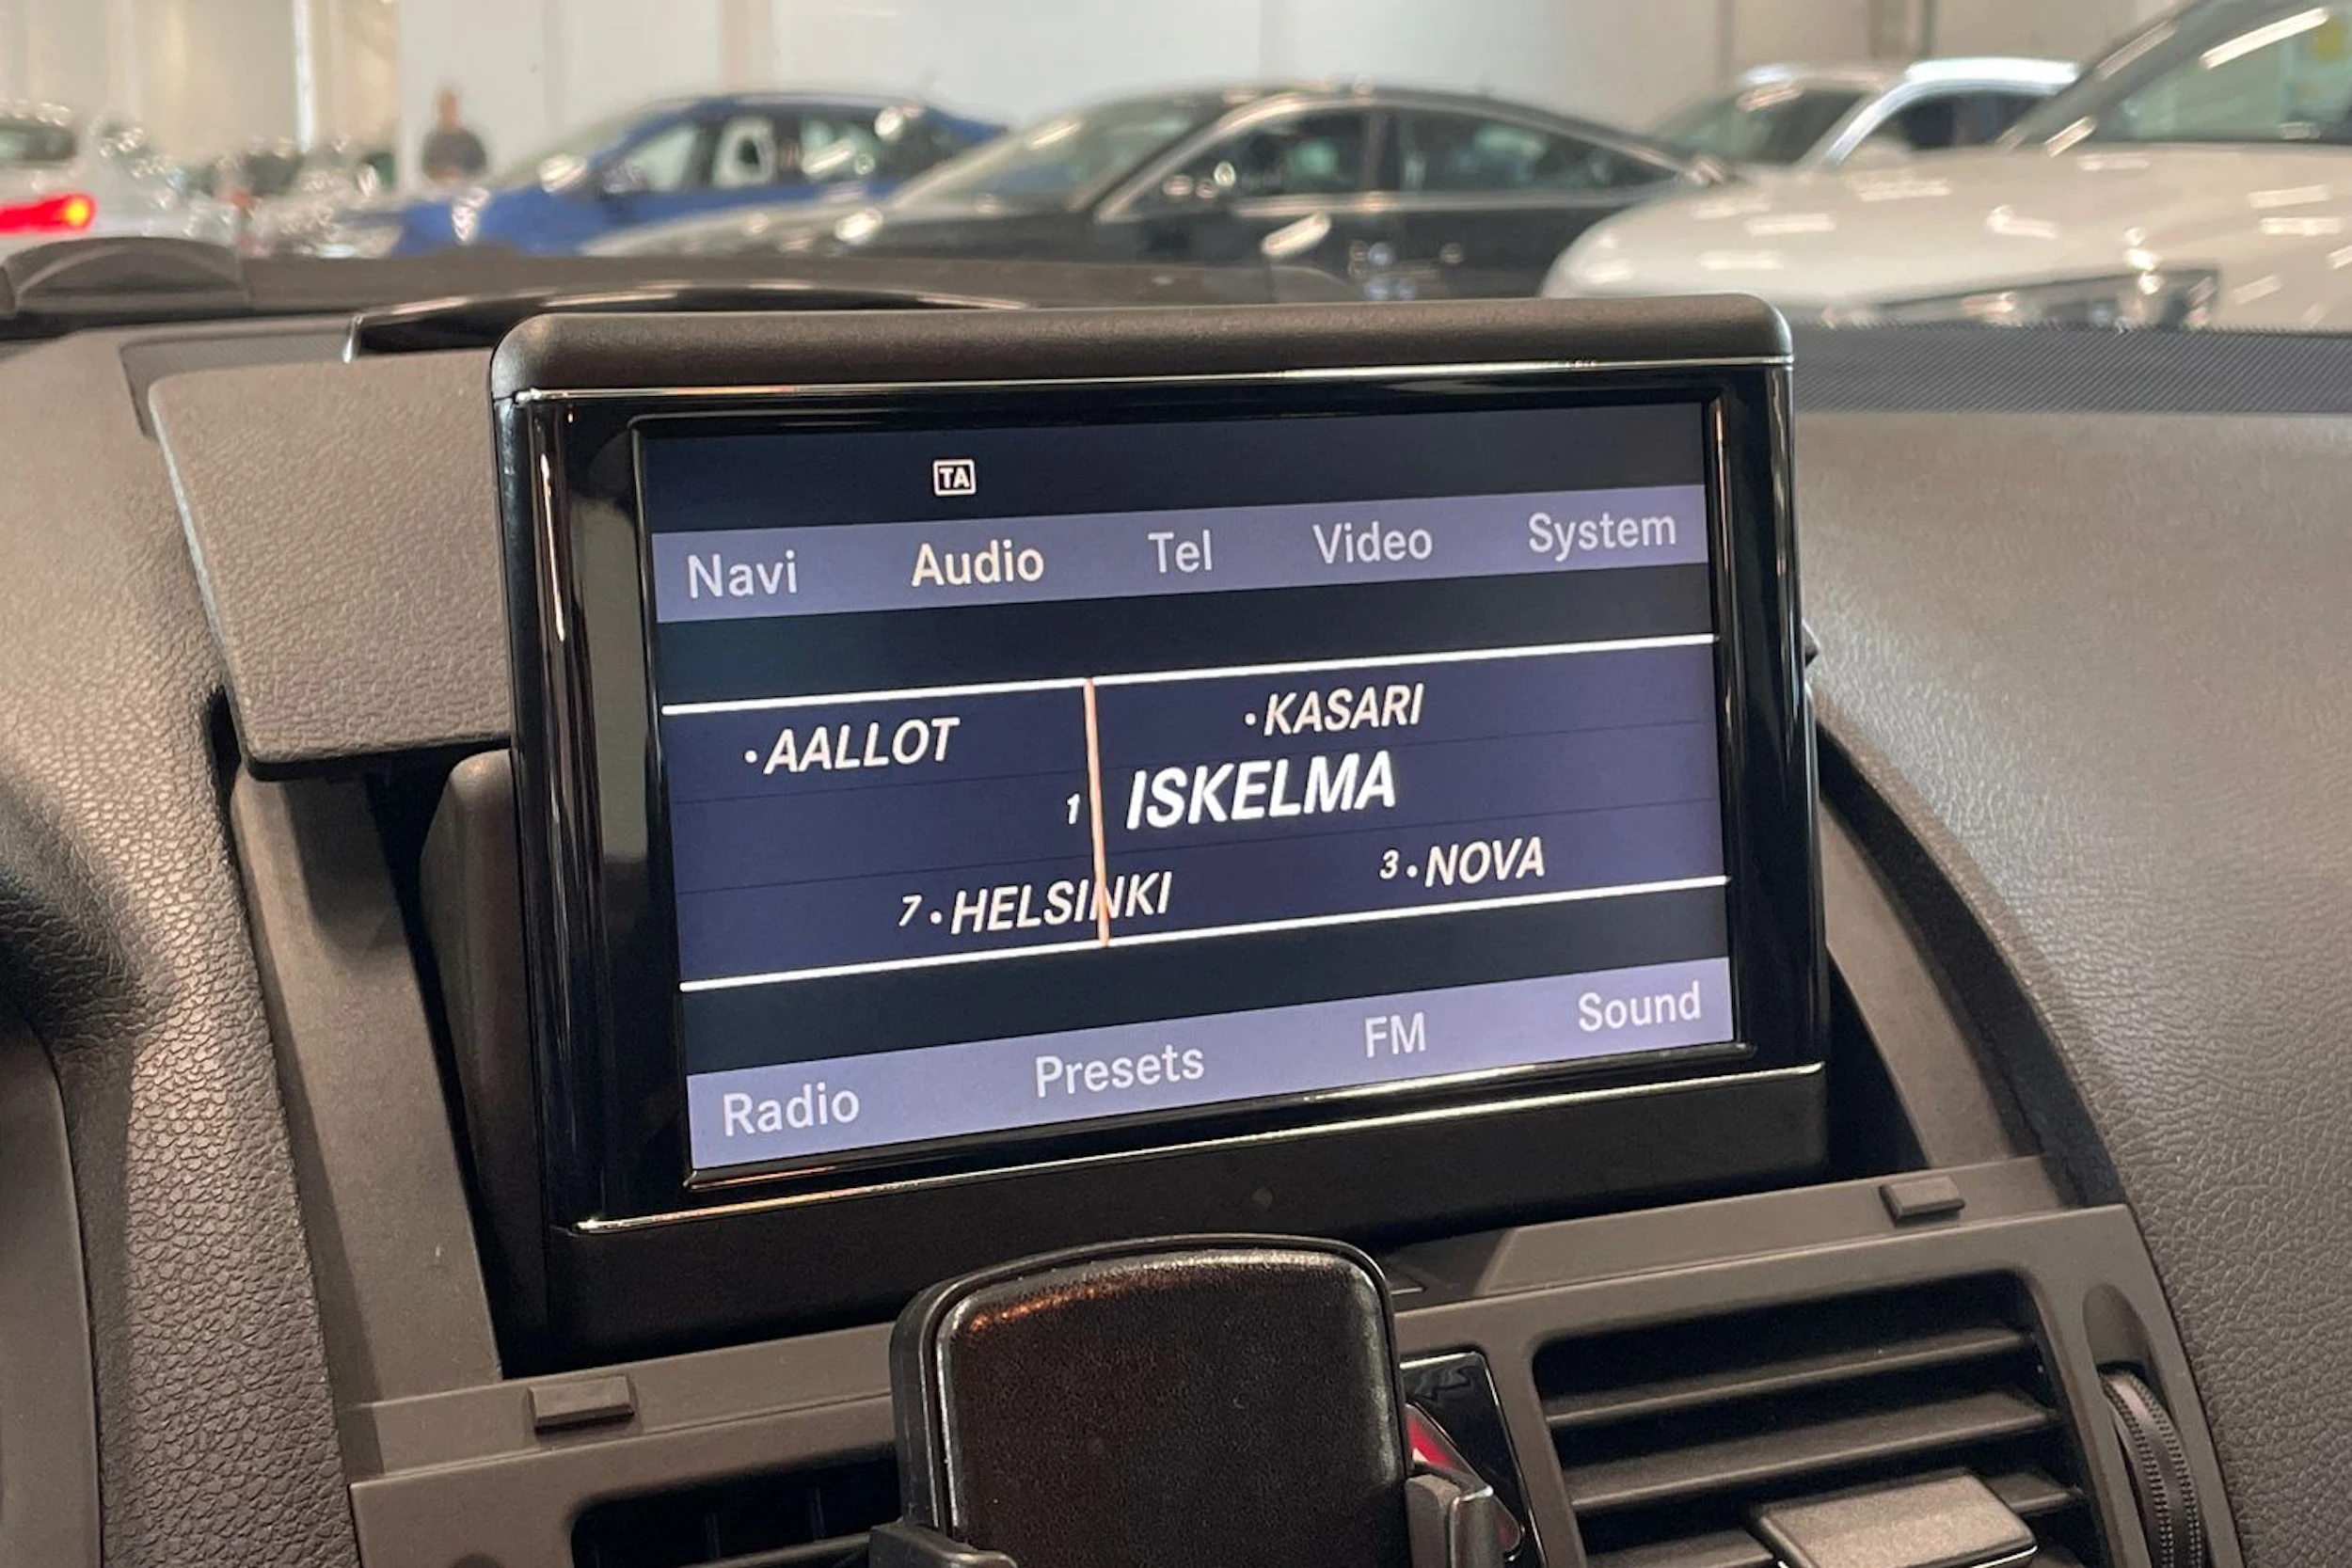 TA
Navi Audio Tel Video System
•AALLOT •KASARI
1 ISKELMA
7•HELSINKI 3•NOVA
Radio Presets FM Sound